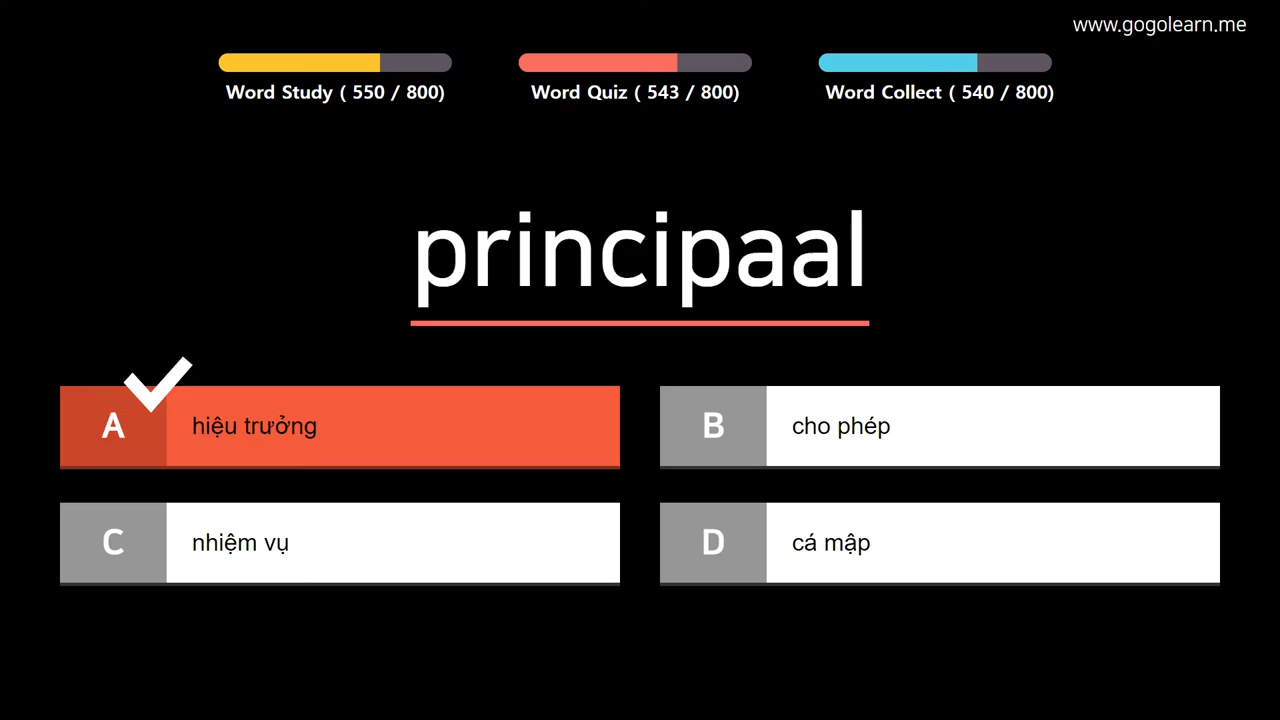 www.gogolearn.me
Word Study ( 550 / 800)
Word Quiz ( 543 / 800)
Word Collect ( 540 / 800)
principaal
A hiệu trưởng
B cho phép
C nhiệm vụ
D cá mập